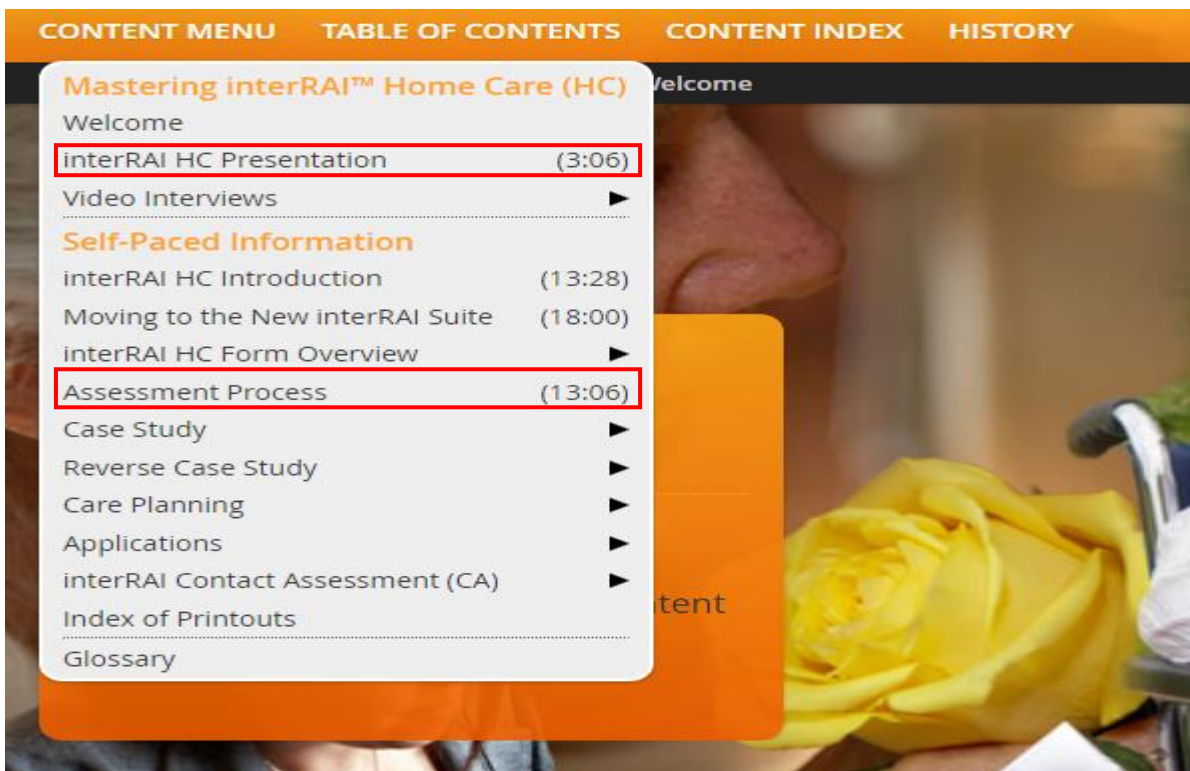 CONTENT MENU TABLE OF CONTENTS CONTENT INDEX HISTORY
Mastering interRAI™ Home Care (HC)
Welcome
interRAI HC Presentation (3:06)
Video Interviews
Self-Paced Information
interRAI HC Introduction (13:28)
Moving to the New interRAI Suite (18:00)
interRAI HC Form Overview
Assessment Process (13:06)
Case Study
Reverse Case Study
Care Planning
Applications
interRAI Contact Assessment (CA)
Index of Printouts
Glossary